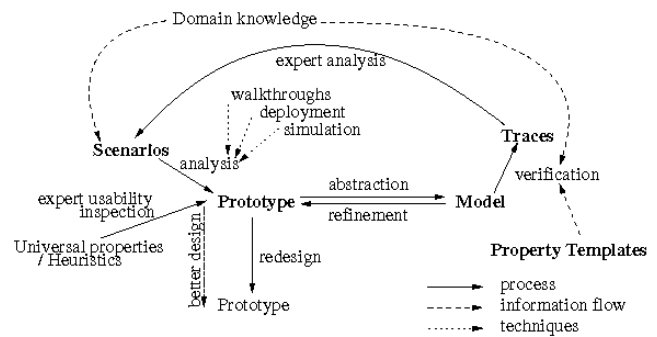 Domain knowledge
expert analysis
walkthroughs
deployment
simulation
Scenarios
analysis
Traces
verification
expert usability
inspection
Prototype
abstraction
refinement
Model
Universal properties
/ Heuristics
better design
redesign
Property Templates
Prototype
process
information flow
techniques